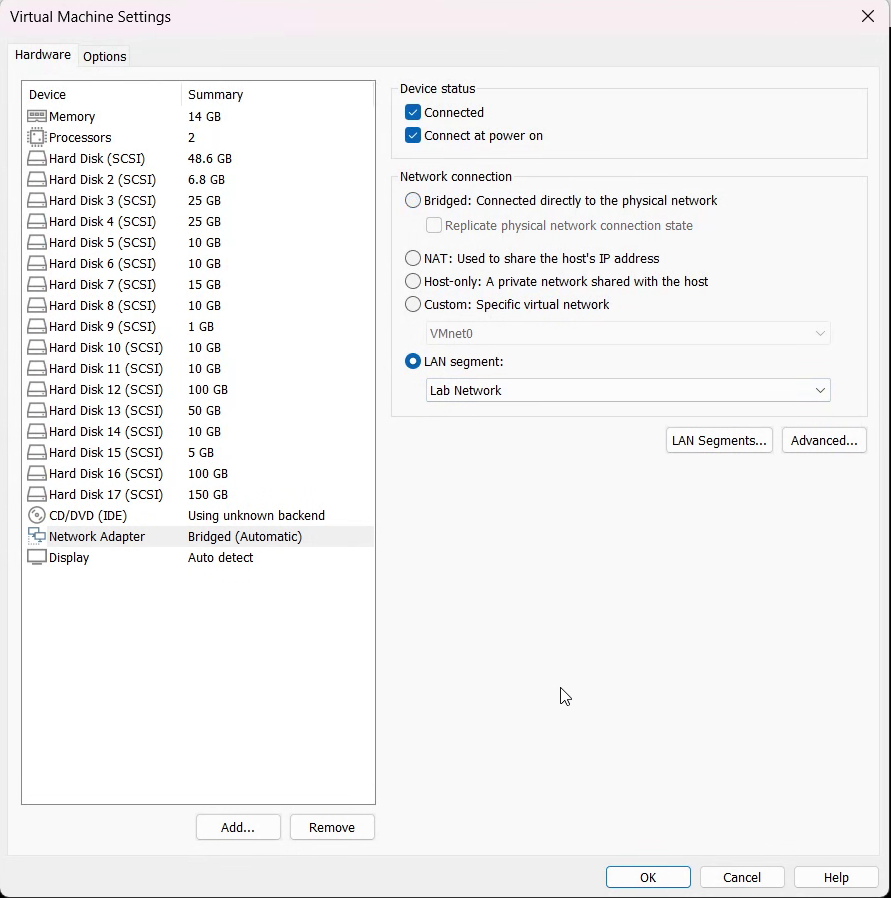 Virtual Machine Settings
Hardware
Options
Device Summary
Memory 14 GB
Processors 2
Hard Disk (SCSI) 48.6 GB
Hard Disk 2 (SCSI) 6.8 GB
Hard Disk 3 (SCSI) 25 GB
Hard Disk 4 (SCSI) 25 GB
Hard Disk 5 (SCSI) 10 GB
Hard Disk 6 (SCSI) 10 GB
Hard Disk 7 (SCSI) 15 GB
Hard Disk 8 (SCSI) 10 GB
Hard Disk 9 (SCSI) 1 GB
Hard Disk 10 (SCSI) 10 GB
Hard Disk 11 (SCSI) 10 GB
Hard Disk 12 (SCSI) 100 GB
Hard Disk 13 (SCSI) 50 GB
Hard Disk 14 (SCSI) 10 GB
Hard Disk 15 (SCSI) 5 GB
Hard Disk 16 (SCSI) 100 GB
Hard Disk 17 (SCSI) 150 GB
CD/DVD (IDE) Using unknown backend
Network Adapter Bridged (Automatic)
Display Auto detect
Add...
Remove
Device status
Connected
Connect at power on
Network connection
Bridged: Connected directly to the physical network
Replicate physical network connection state
NAT: Used to share the host's IP address
Host-only: A private network shared with the host
Custom: Specific virtual network
VMnet0
LAN segment:
Lab Network
LAN Segments...
Advanced...
OK
Cancel
Help